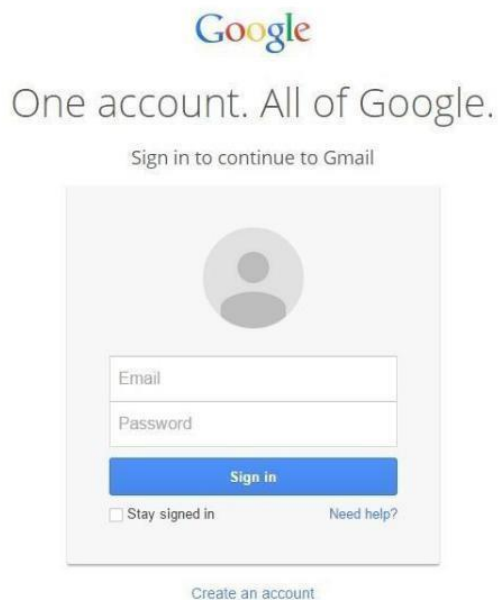 Google
One account. All of Google.
Sign in to continue to Gmail
Email
Password
Sign in
Stay signed in Need help?
Create an account